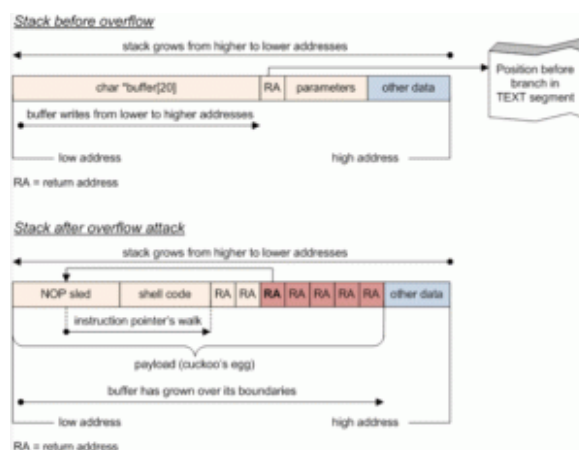 Stack before overflow
stack grows from higher to lower addresses
char *buffer[20]
RA
parameters
other data
Position before
branch in
TEXT segment
buffer writes from lower to higher addresses
low address
high address
RA = return address
Stack after overflow attack
stack grows from higher to lower addresses
NOP sled
shell code
RA
RA
RA
RA
RA
RA
RA
other data
instruction pointer's walk
payload (cuckoo's egg)
buffer has grown over its boundaries
low address
high address
RA = return address